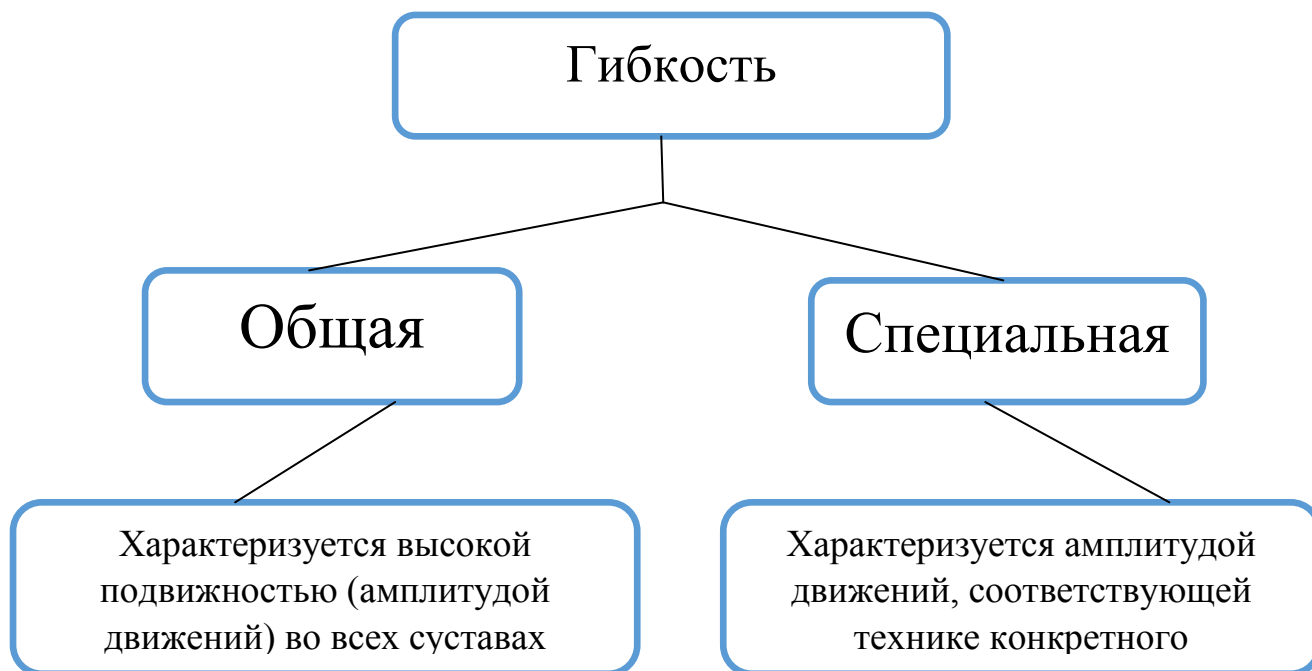 Гибкость
Общая
Специальная
Характеризуется высокой
подвижностью (амплитудой
движений) во всех суставах
Характеризуется амплитудой
движений, соответствующей
технике конкретного